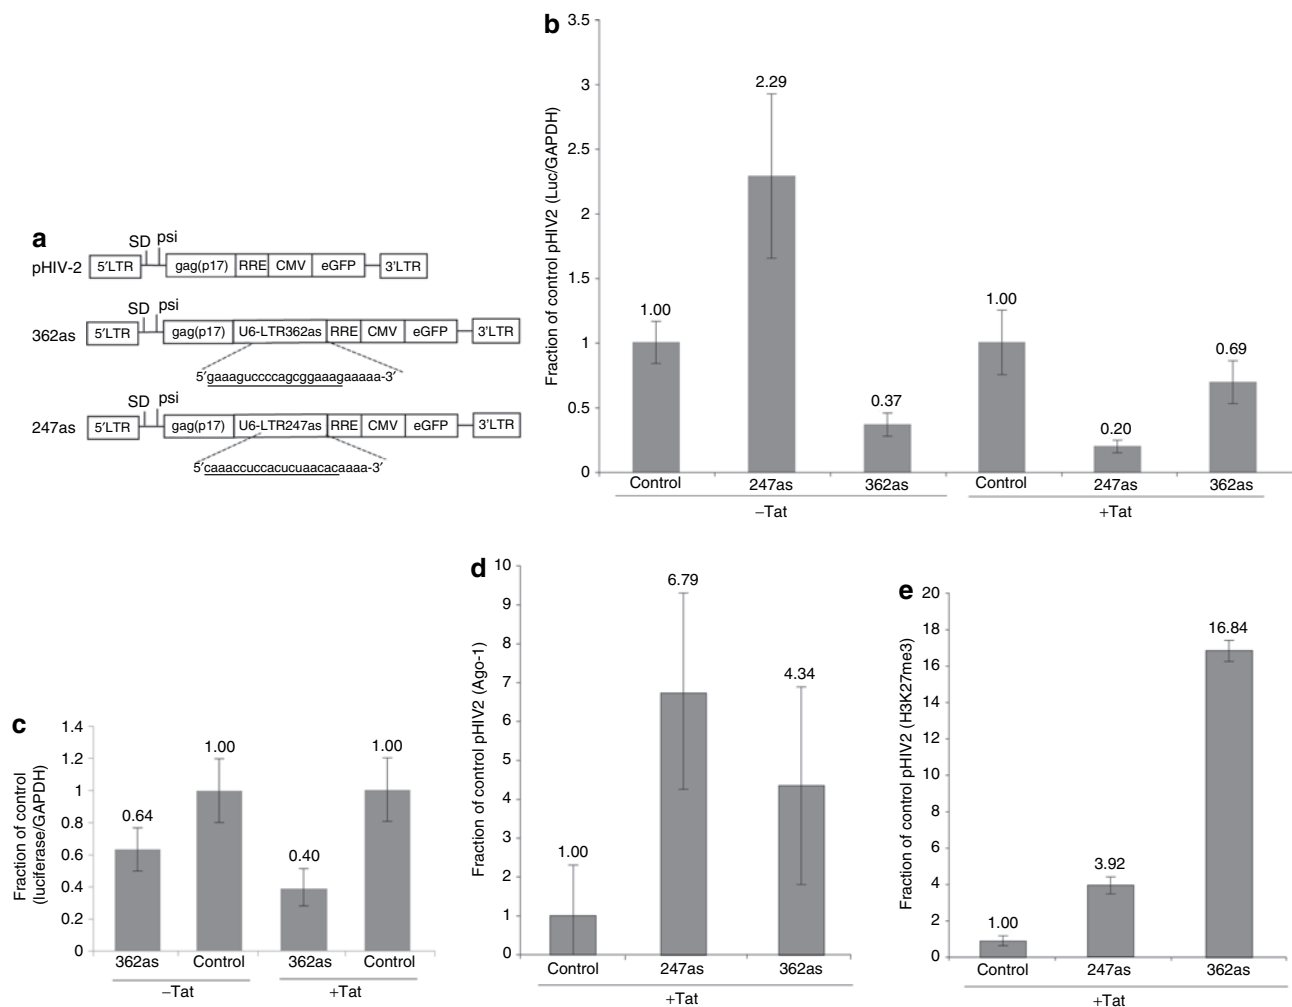 a
SD psi
pHIV-2 5′LTR gag(p17) RRE CMV eGFP 3′LTR
SD psi
362as 5′LTR gag(p17) U6-LTR362as RRE CMV eGFP 3′LTR
5′gaaaguccccagcggaaagaaaaa-3′
SD psi
247as 5′LTR gag(p17) U6-LTR247as RRE CMV eGFP 3′LTR
5′caaaccuccacucuaacacaaaa-3′
b
Fraction of control pHIV2 (Luc/GAPDH)
3.5
3
2.5
2
1.5
1
0.5
0
1.00
2.29
0.37
1.00
0.20
0.69
Control 247as 362as Control 247as 362as
−Tat +Tat
c
Fraction of control
(luciferase/GAPDH)
1.4
1.2
1
0.8
0.6
0.4
0.2
0
0.64
1.00
0.40
1.00
362as Control 362as Control
−Tat +Tat
d
Fraction of control pHIV2 (Ago-1)
10
9
8
7
6
5
4
3
2
1
0
1.00
6.79
4.34
Control 247as 362as
+Tat
e
Fraction of control pHIV2 (H3K27me3)
20
18
16
14
12
10
8
6
4
2
0
1.00
3.92
16.84
Control 247as 362as
+Tat